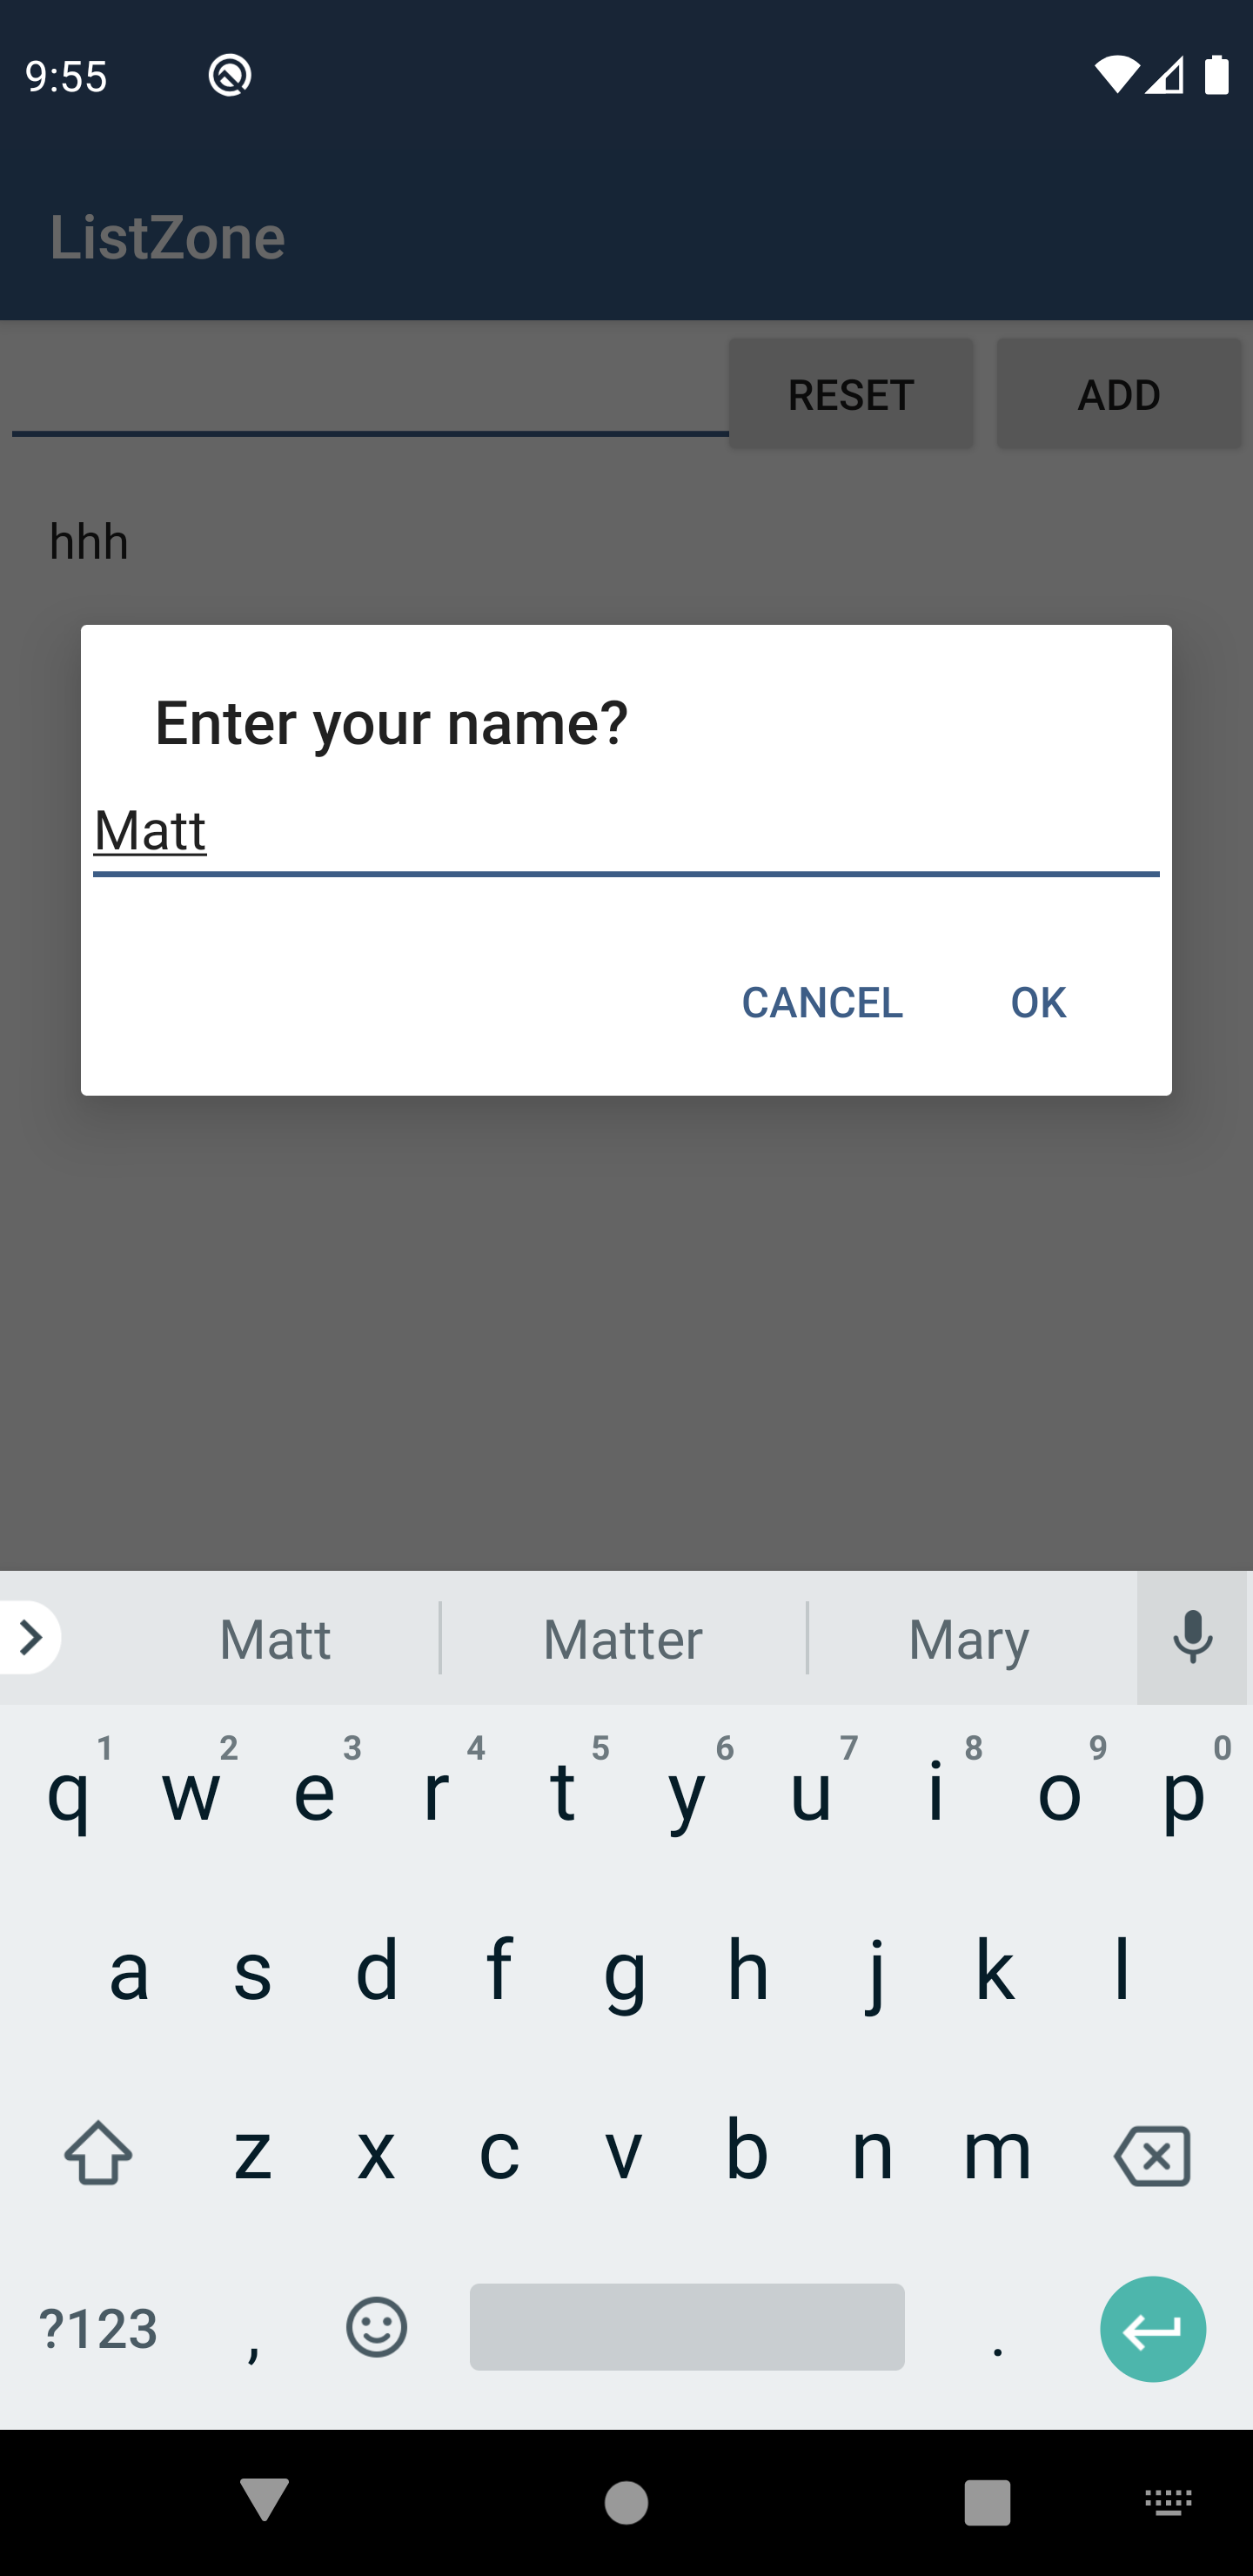 9:55
ListZone
RESET ADD
hhh
Enter your name?
Matt
CANCEL OK
Matt Matter Mary
1 2 3 4 5 6 7 8 9 0
q w e r t y u i o p
a s d f g h j k l
z x c v b n m
?123 , .